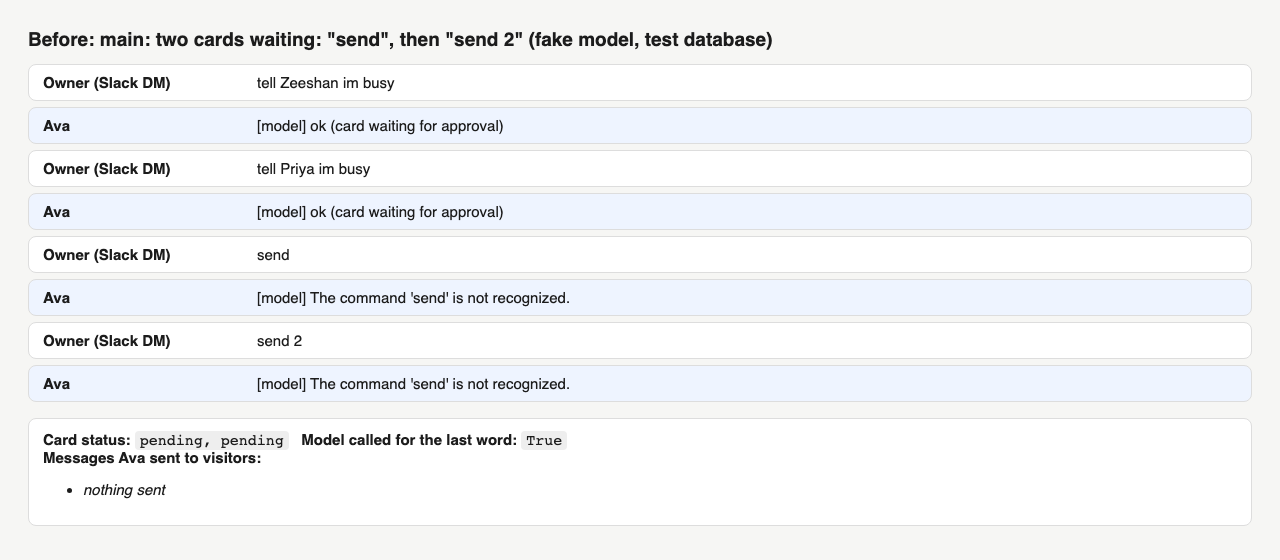 Before: main: two cards waiting: "send", then "send 2" (fake model, test database)
Owner (Slack DM) tell Zeeshan im busy
Ava [model] ok (card waiting for approval)
Owner (Slack DM) tell Priya im busy
Ava [model] ok (card waiting for approval)
Owner (Slack DM) send
Ava [model] The command 'send' is not recognized.
Owner (Slack DM) send 2
Ava [model] The command 'send' is not recognized.
Card status: pending, pending Model called for the last word: True
Messages Ava sent to visitors:
• nothing sent